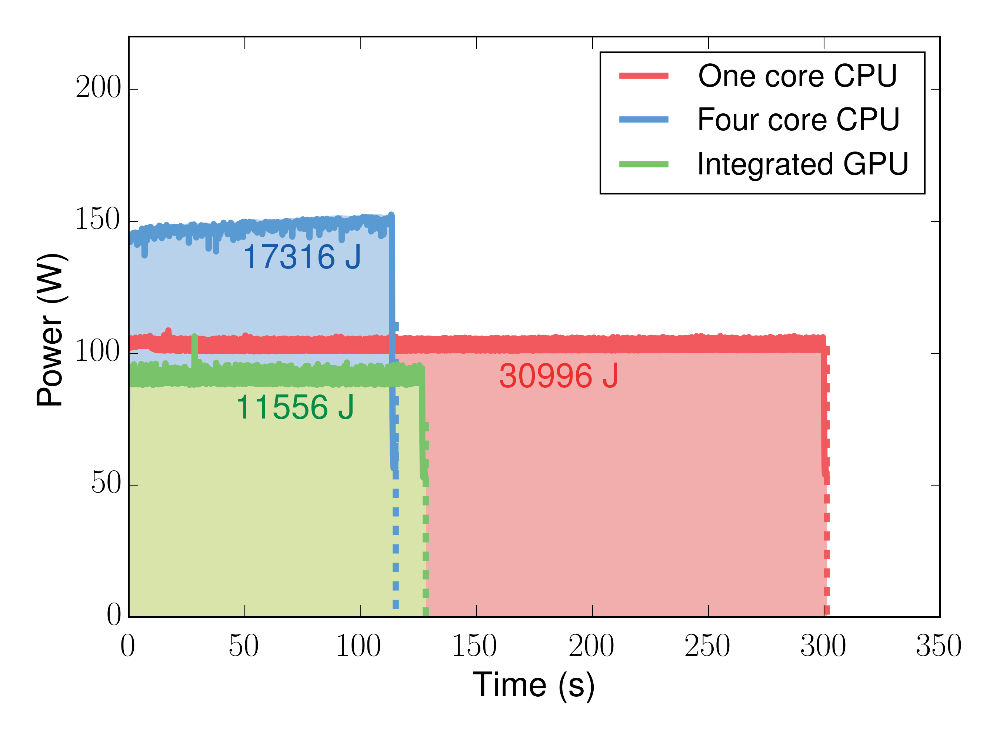 One core CPU
Four core CPU
Integrated GPU
200
150
100
50
0
Power (W)
17316 J
30996 J
11556 J
0 50 100 150 200 250 300 350
Time (s)